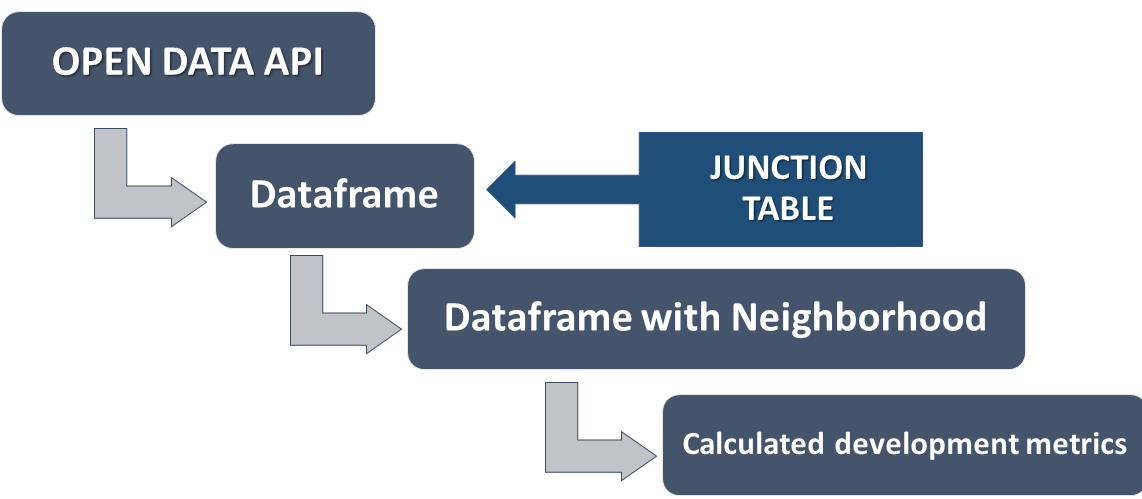 OPEN DATA API
Dataframe
JUNCTION
TABLE
Dataframe with Neighborhood
Calculated development metrics